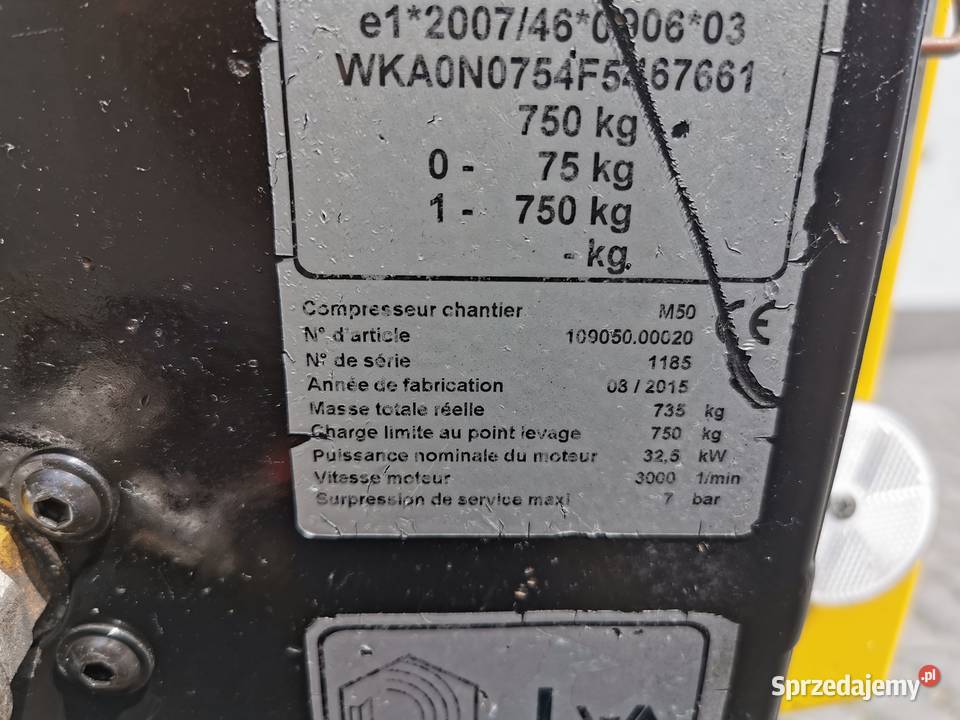 e1*2007/46*0906*03
WKA0N0754F5467661
750 kg
0 - 75 kg
1 - 750 kg
- kg
Compresseur chantier M50
N° d'article 109050.00020
N° de série 1185
Année de fabrication 08 / 2015
Masse totale réelle 735 kg
Charge limite au point levage 750 kg
Puissance nominale du moteur 32,5 kW
Vitesse moteur 3000 1/min
Surpression de service maxi 7 bar
CE
LWA
Sprzedajemy.pl